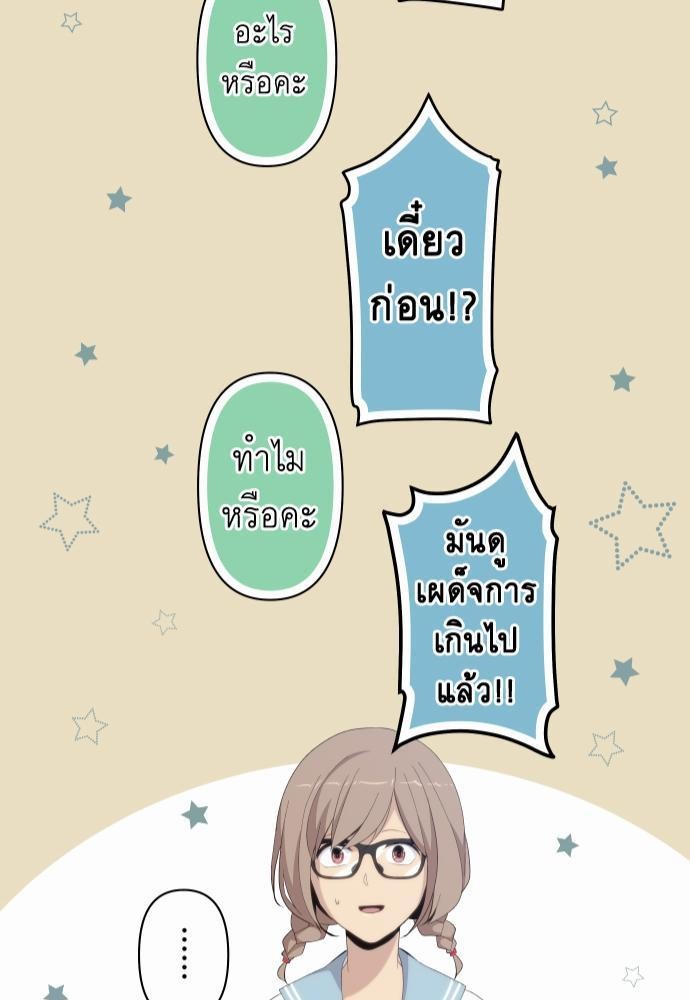 อะไร
หรือคะ
เดี๋ยว
ก่อน!?
ทำไม
หรือคะ
มันดู
เผด็จการ
เกินไป
แล้ว!!
......